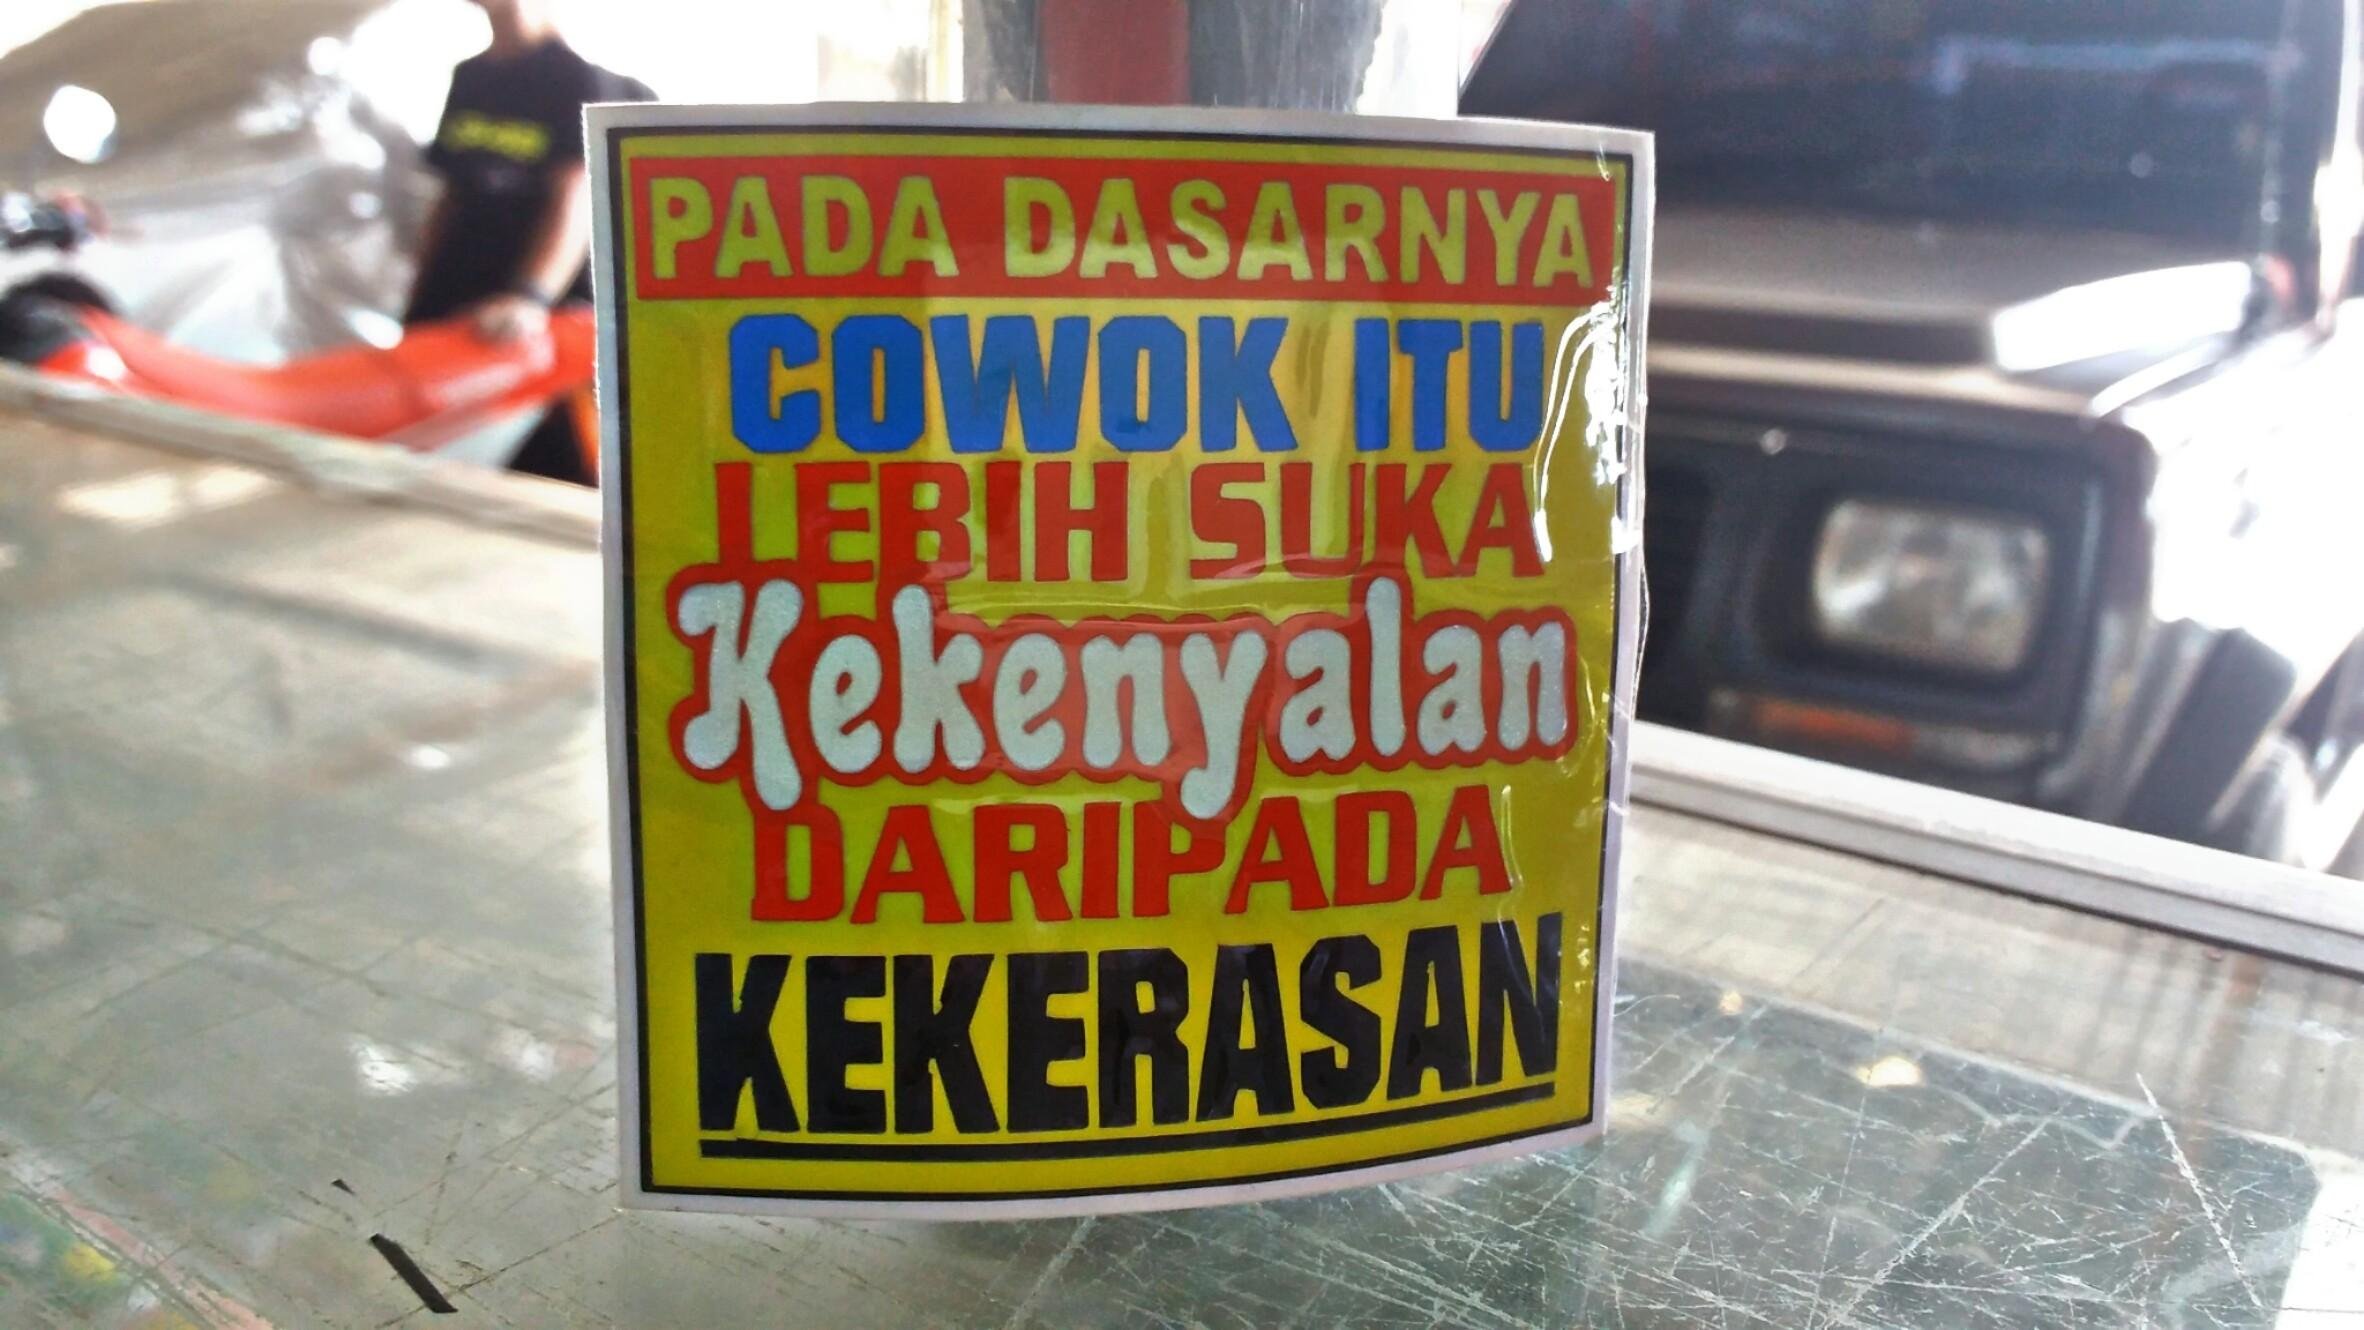 PADA DASARNYA
COWOK ITU
LEBIH SUKA
Kekenyalan
DARIPADA
KEKERASAN